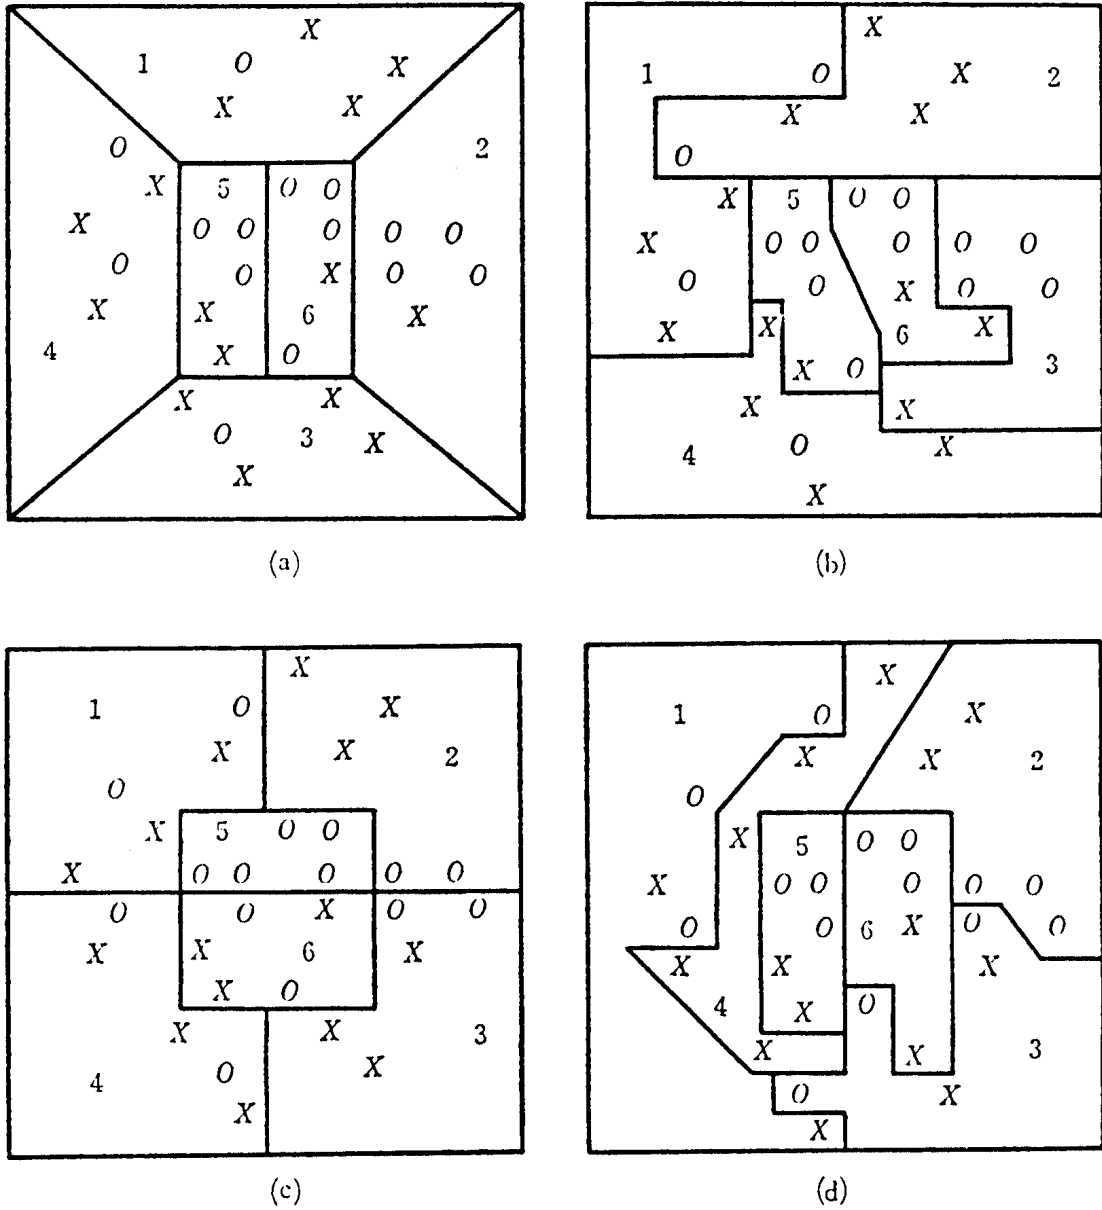 X
1 O X
X X
O 2
X 5 O O
X O O O O O
O O X O O
X X 6 X
4 X O
X X
O 3 X
X
(a)
X
1 O X 2
X X
O
X 5 O O
X O O O O O
O O X O O
X X 6 X 3
X O
X X
4 O X
X
(b)
X
1 O X
X X 2
O
X 5 O O
X O O O O O
O O X O O
X X 6 X
X O
X X 3
4 O X
X
(c)
X
1 O X
X X 2
O
X 5 O O
X O O O O O
O O 6 X O O
X X X
4 X O
X X 3
O X
X
(d)